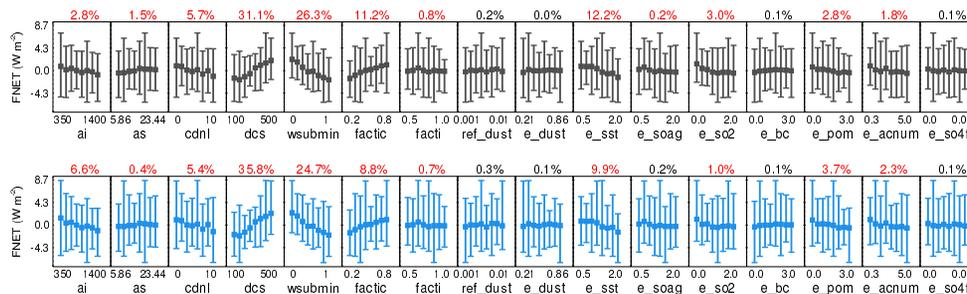 2.8% 1.5% 5.7% 31.1% 26.3% 11.2% 0.8% 0.2% 0.0% 12.2% 0.2% 3.0% 0.1% 2.8% 1.8% 0.1%
8.7
4.3
0.0
-4.3
FNET (W m-2)
350 1400 5.86 23.44 0 10 100 500 0 1 0.2 0.8 0.5 1.0 0.001 0.01 0.21 0.86 0.5 2.0 0.5 2.0 0.0 2.0 0.0 3.0 0.0 3.0 0.3 5.0 0.0 0.0
ai as cdnl dcs wsubmin factic facti ref_dust e_dust e_sst e_soag e_so2 e_bc e_pom e_acnum e_so4f
6.6% 0.4% 5.4% 35.8% 24.7% 8.8% 0.7% 0.3% 0.1% 9.9% 0.2% 1.0% 0.1% 3.7% 2.3% 0.1%
8.7
4.3
0.0
-4.3
FNET (W m-2)
350 1400 5.86 23.44 0 10 100 500 0 1 0.2 0.8 0.5 1.0 0.001 0.01 0.21 0.86 0.5 2.0 0.5 2.0 0.0 2.0 0.0 3.0 0.0 3.0 0.3 5.0 0.0 0.0
ai as cdnl dcs wsubmin factic facti ref_dust e_dust e_sst e_soag e_so2 e_bc e_pom e_acnum e_so4f